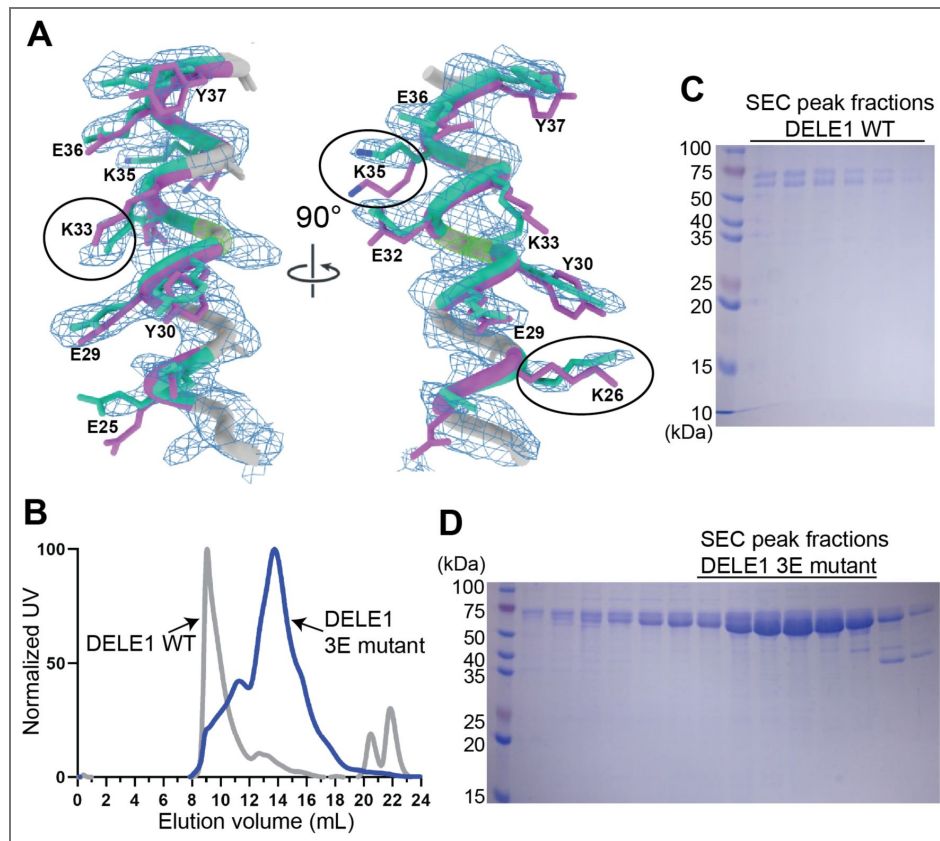 A
Y37
E36
K35
K33
Y30
E29
E25
90°
E36
Y37
K35
K33
E32
Y30
E29
K26
B
Normalized UV
100
50
0
DELE1 WT
DELE1
3E mutant
0 2 4 6 8 10 12 14 16 18 20 22 24
Elution volume (mL)
C
SEC peak fractions
DELE1 WT
100
75
50
40
35
25
20
15
10
(kDa)
D
SEC peak fractions
DELE1 3E mutant
(kDa)
100
75
50
40
35
25
20
15